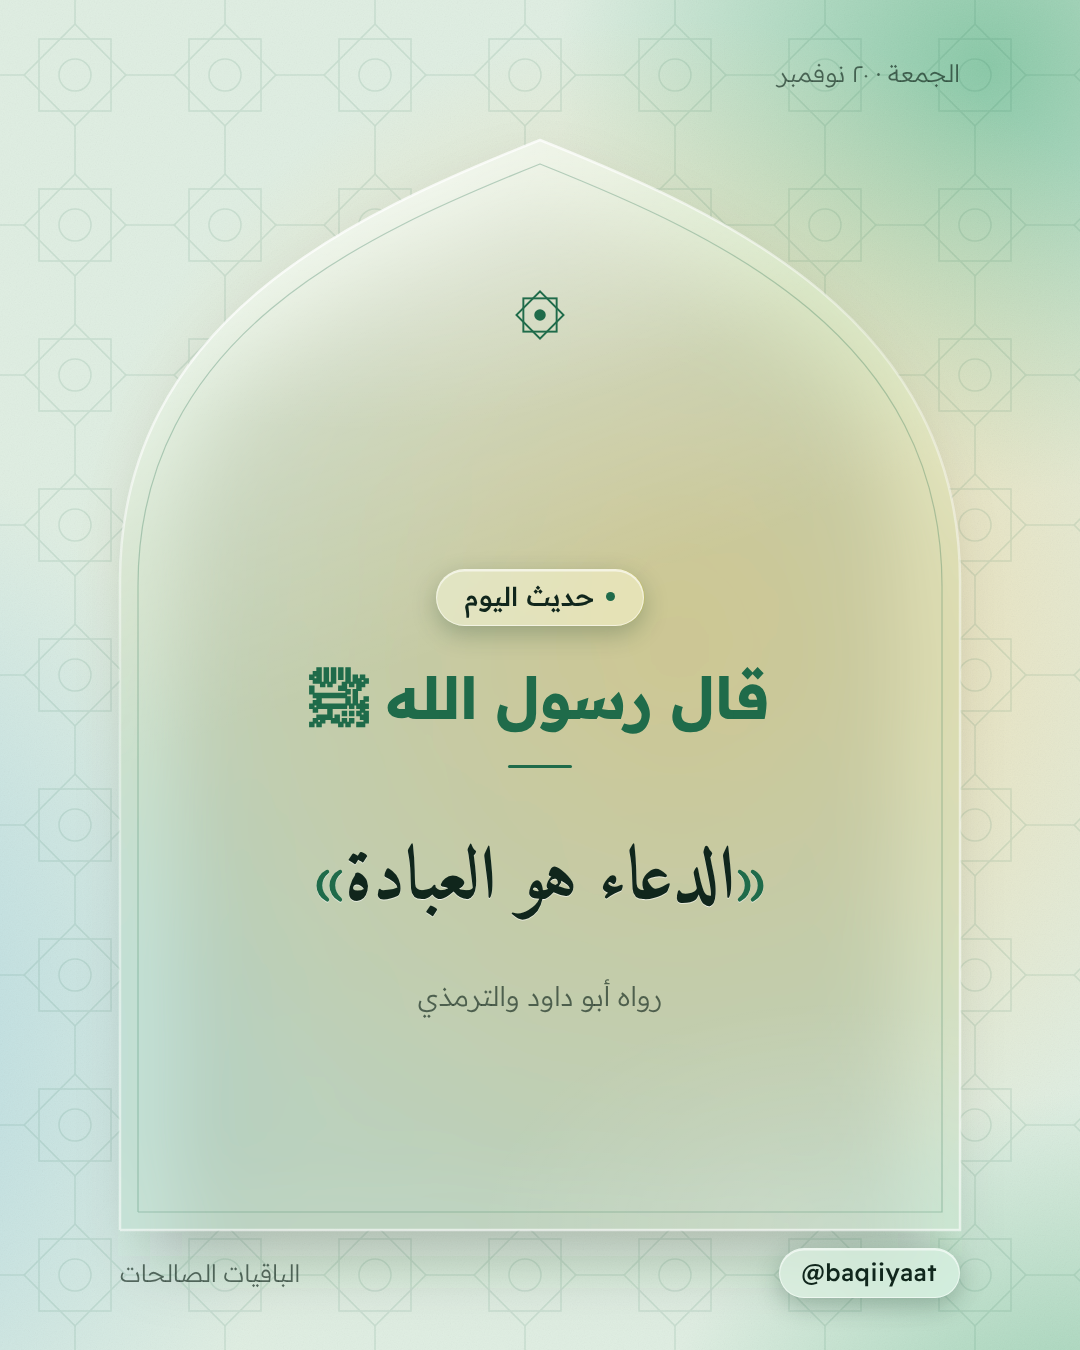 الجمعة · ٢٠ نوفمبر
حديث اليوم
قال رسول الله ﷺ
«الدعاء هو العبادة»
رواه أبو داود والترمذي
@baqiiyaat
الباقيات الصالحات